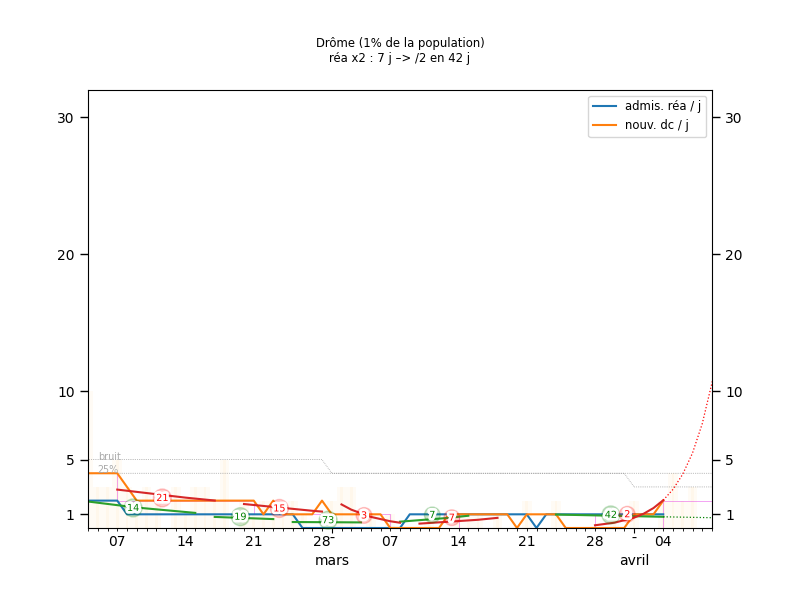 Drôme (1% de la population)
réa x2 : 7 j –> /2 en 42 j
admis. réa / j
nouv. dc / j
30 30
20 20
10 10
5 5
1 1
bruit
25%
21
14
19
15
73
3
7
7
42
2
07 14 21 28 07 14 21 28 04
mars avril